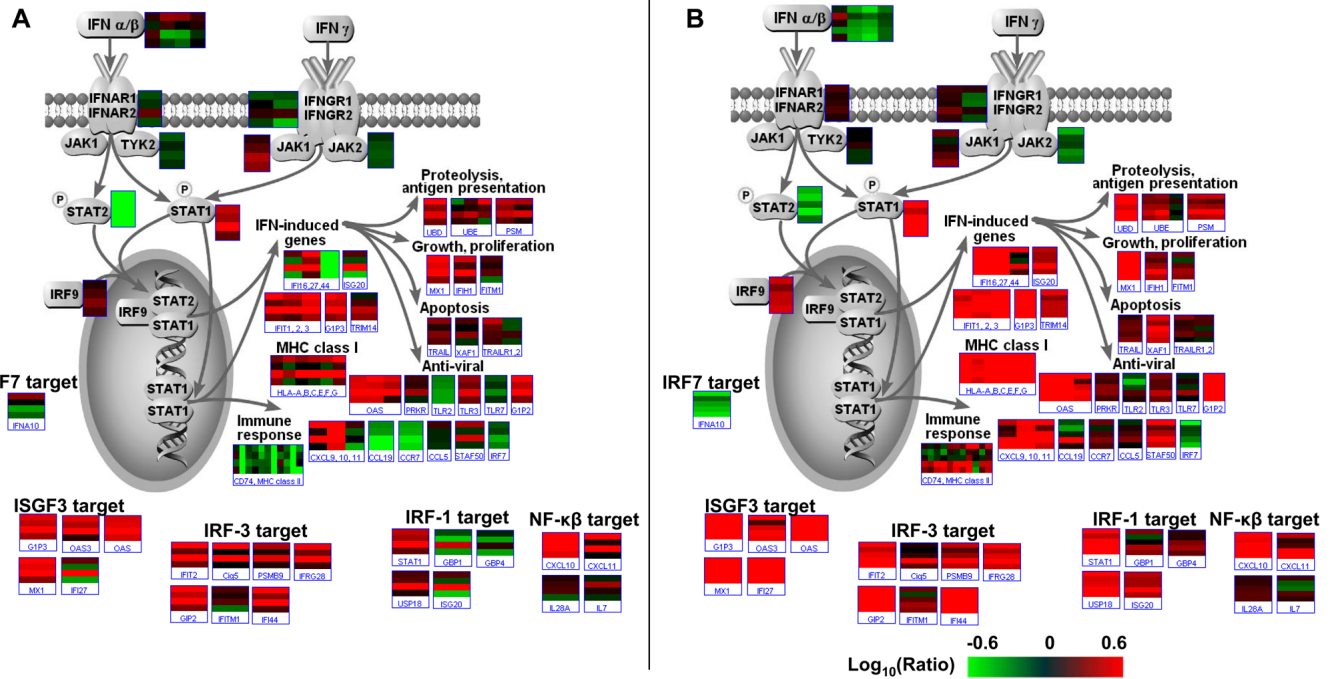 A
IFN α/β
IFN γ
IFNAR1
IFNAR2
IFNGR1
IFNGR2
JAK1
TYK2
JAK1
JAK2
P
STAT2
P
STAT1
IFN-induced
genes
Proteolysis,
antigen presentation
UBD
UBE
PSM
Growth, proliferation
MX1
IFIH1
FITM1
IFI16,27,44
ISG20
IFIT1, 2, 3
G1P3
TRIM14
Apoptosis
TRAIL
XAF1
TRAILR1,2
IRF9
IRF9
STAT2
STAT1
STAT1
STAT1
MHC class I
HLA-A,B,C,E,F,G
Anti-viral
OAS
PRKR
TLR2
TLR3
TLR7
G1P2
F7 target
IFNA10
Immune
response
CD74, MHC class II
CXCL9, 10, 11
CCL19
CCR7
CCL5
STAF50
IRF7
ISGF3 target
G1P3
OAS3
OAS
MX1
IFI27
IRF-3 target
IFIT2
Cig5
PSMB9
IFRG28
GIP2
IFITM1
IFI44
IRF-1 target
STAT1
GBP1
GBP4
USP18
ISG20
NF-κβ target
CXCL10
CXCL11
IL28A
IL7
B
IFN α/β
IFN γ
IFNAR1
IFNAR2
IFNGR1
IFNGR2
JAK1
TYK2
JAK1
JAK2
P
STAT2
P
STAT1
IFN-induced
genes
Proteolysis,
antigen presentation
UBD
UBE
PSM
Growth, proliferation
MX1
IFIH1
FITM1
IFI16,27,44
ISG20
IFIT1, 2, 3
G1P3
TRIM14
Apoptosis
TRAIL
XAF1
TRAILR1,2
IRF9
IRF9
STAT2
STAT1
STAT1
STAT1
MHC class I
HLA-A,B,C,E,F,G
Anti-viral
OAS
PRKR
TLR2
TLR3
TLR7
G1P2
IRF7 target
IFNA10
Immune
response
CD74, MHC class II
CXCL9, 10, 11
CCL19
CCR7
CCL5
STAF50
IRF7
ISGF3 target
G1P3
OAS3
OAS
MX1
IFI27
IRF-3 target
IFIT2
Cig5
PSMB9
IFRG28
GIP2
IFITM1
IFI44
IRF-1 target
STAT1
GBP1
GBP4
USP18
ISG20
NF-κβ target
CXCL10
CXCL11
IL28A
IL7
-0.6 0 0.6
Log10(Ratio)